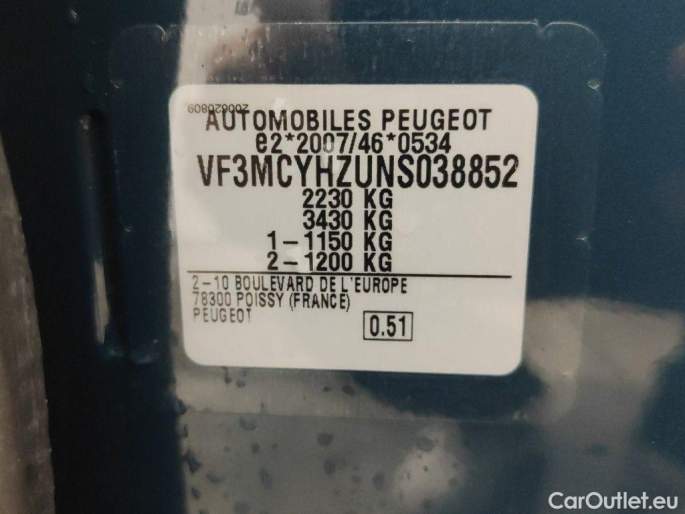 200620809
AUTOMOBILES PEUGEOT
e2*2007/46*0534
VF3MCYHZUNS038852
2230 KG
3430 KG
1-1150 KG
2-1200 KG
2-10 BOULEVARD DE L'EUROPE
78300 POISSY (FRANCE)
PEUGEOT
0.51
CarOutlet.eu